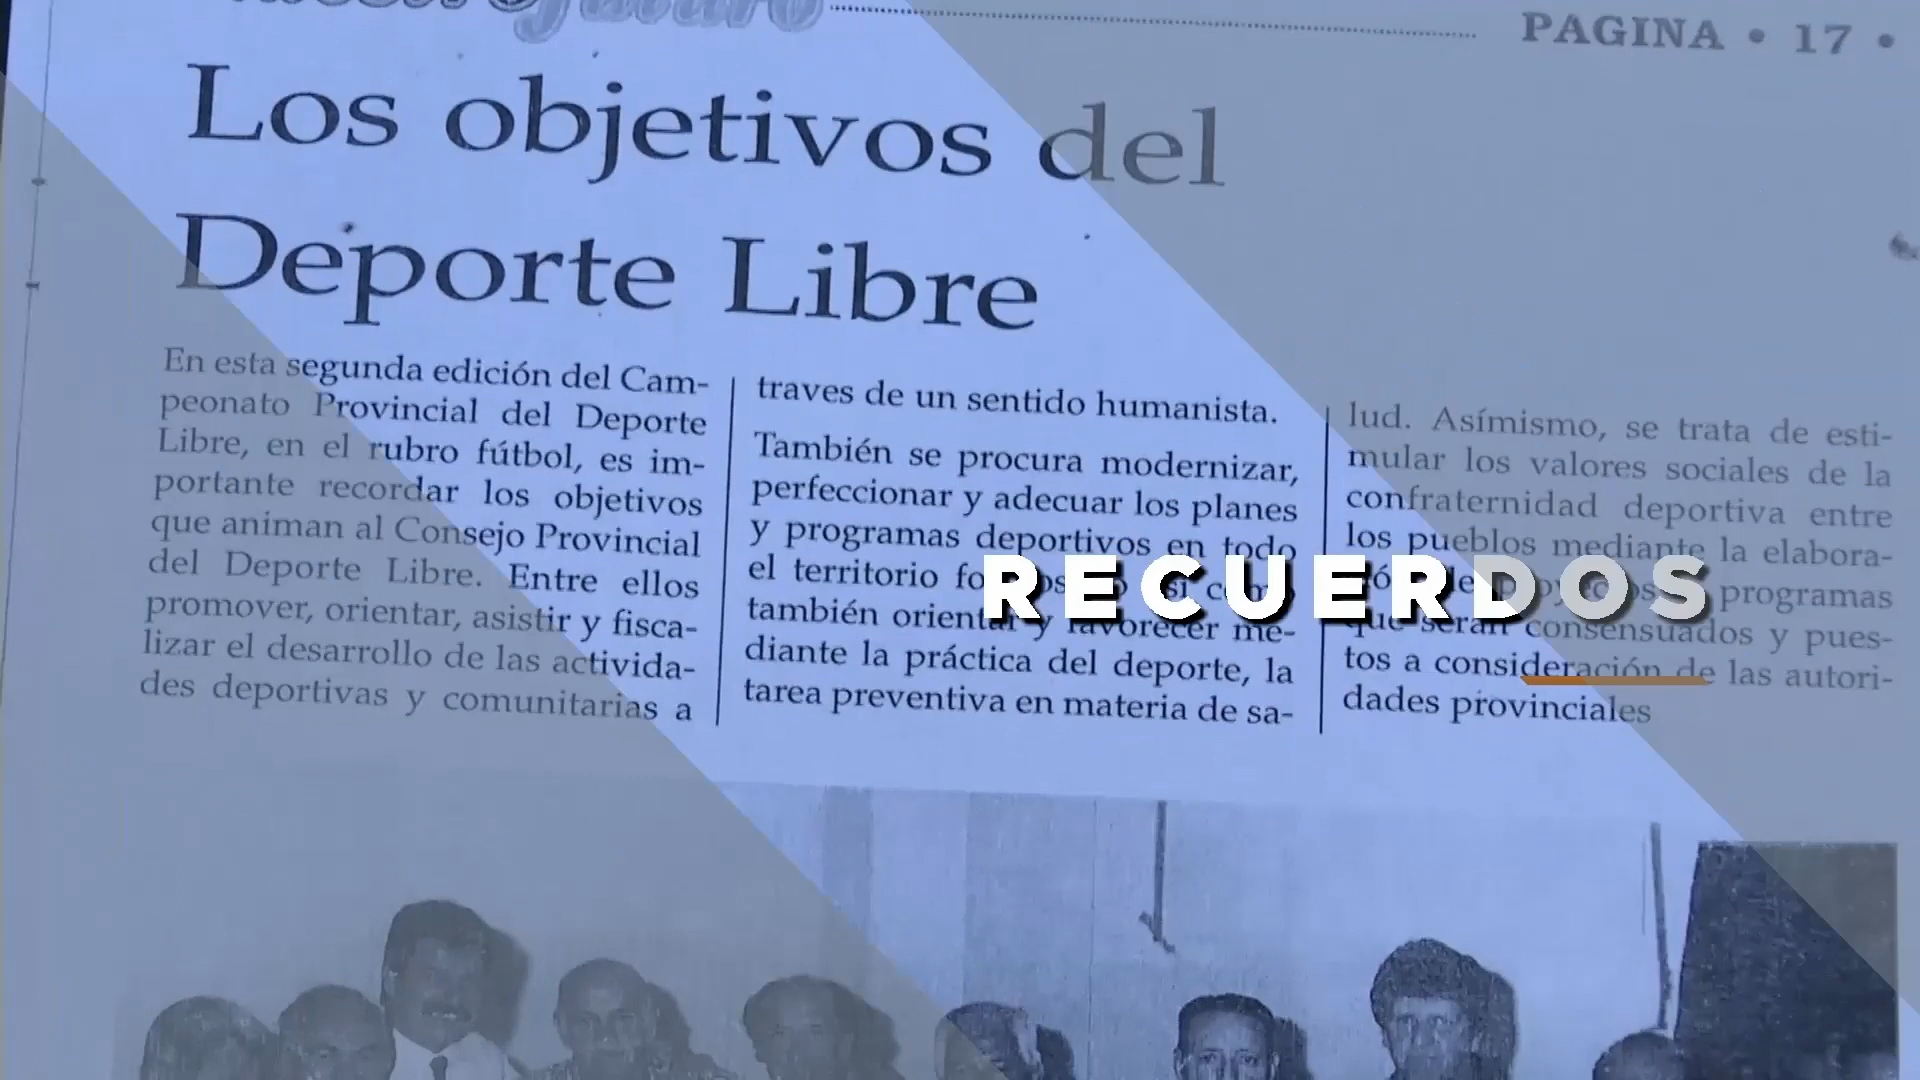 PAGINA • 17 •
Los objetivos del
Deporte Libre
En esta segunda edición del Cam-
peonato Provincial del Deporte
Libre, en el rubro fútbol, es im-
portante recordar los objetivos
que animan al Consejo Provincial
del Deporte Libre. Entre ellos
promover, orientar, asistir y fisca-
lizar el desarrollo de las activida-
des deportivas y comunitarias a
traves de un sentido humanista.
También se procura modernizar,
perfeccionar y adecuar los planes
y programas deportivos en todo
el territorio
también orientar y favorecer me-
diante la práctica del deporte, la
tarea preventiva en materia de sa-
lud. Asímismo, se trata de esti-
mular los valores sociales de la
confraternidad deportiva entre
los pueblos mediante la elabora-
programas
que serán consensuados y pues-
tos a consideración de las autori-
dades provinciales
RECUERDOS